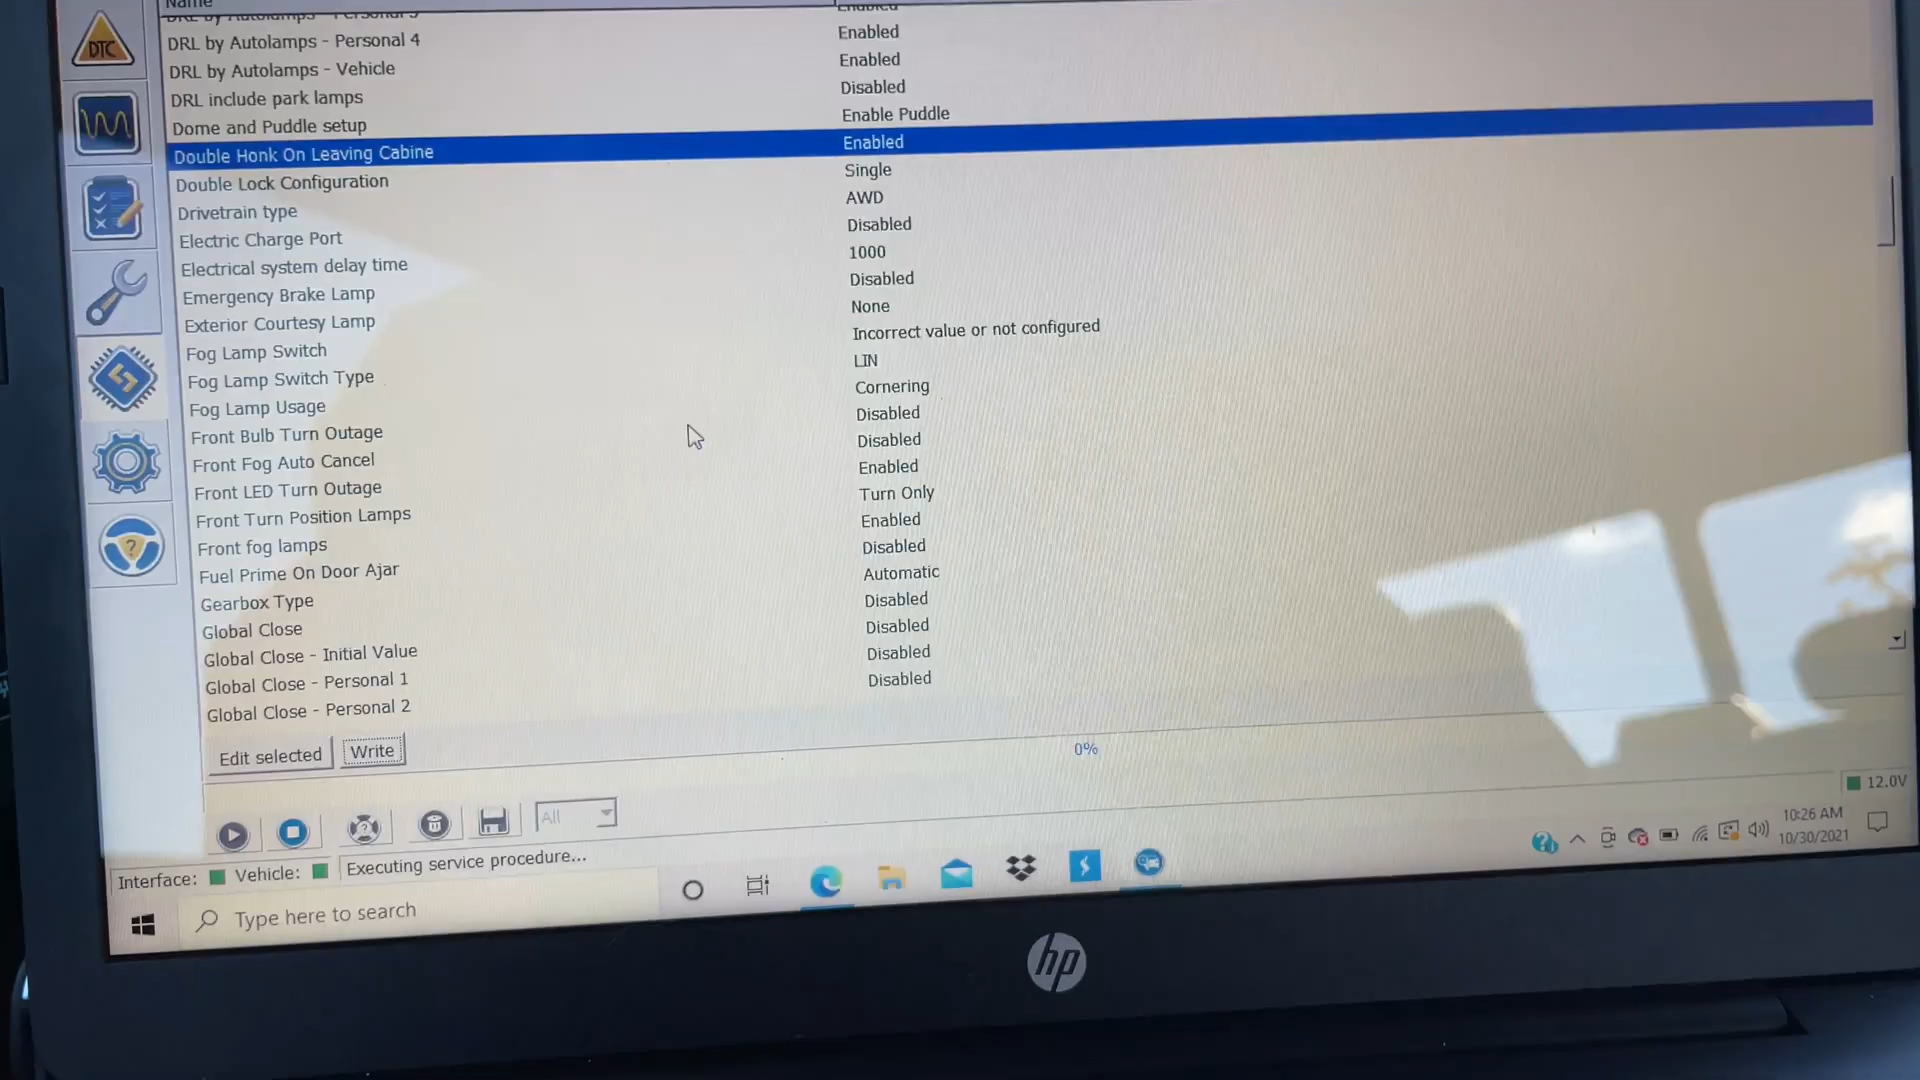 Name
DRL by Autolamps - Personal 3 Enabled
DRL by Autolamps - Personal 4 Enabled
DRL by Autolamps - Vehicle Enabled
DRL include park lamps Disabled
Dome and Puddle setup Enable Puddle
Double Honk On Leaving Cabine Enabled
Double Lock Configuration Single
Drivetrain type AWD
Electric Charge Port Disabled
Electrical system delay time 1000
Emergency Brake Lamp Disabled
Exterior Courtesy Lamp None
Fog Lamp Switch Incorrect value or not configured
Fog Lamp Switch Type LIN
Fog Lamp Usage Cornering
Front Bulb Turn Outage Disabled
Front Fog Auto Cancel Disabled
Front LED Turn Outage Enabled
Front Turn Position Lamps Turn Only
Front fog lamps Enabled
Fuel Prime On Door Ajar Disabled
Gearbox Type Automatic
Global Close Disabled
Global Close - Initial Value Disabled
Global Close - Personal 1 Disabled
Global Close - Personal 2 Disabled
Edit selected Write
0%
All
12.0V
Interface: Vehicle: Executing service procedure...
Type here to search
10:26 AM
10/30/2021
DTC
hp